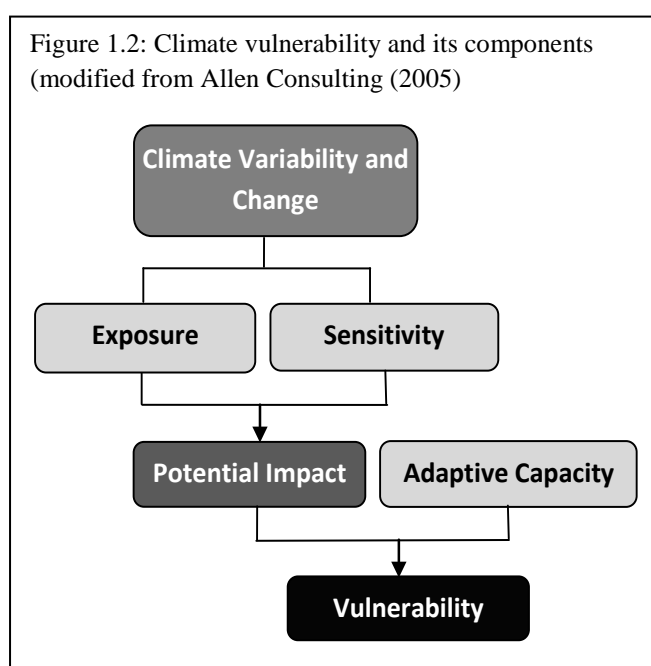 Figure 1.2: Climate vulnerability and its components
(modified from Allen Consulting (2005)
Climate Variability and
Change
Exposure
Sensitivity
Potential Impact
Adaptive Capacity
Vulnerability